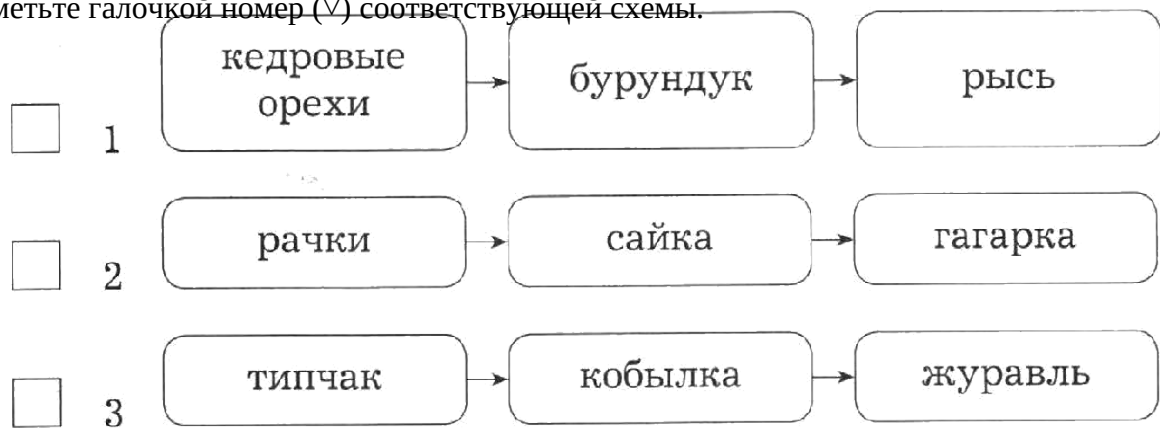 метьте галочкой номер (V) соответствующей схемы.
кедровые
орехи
бурундук
рысь
1
рачки
сайка
гагарка
2
типчак
кобылка
журавль
3